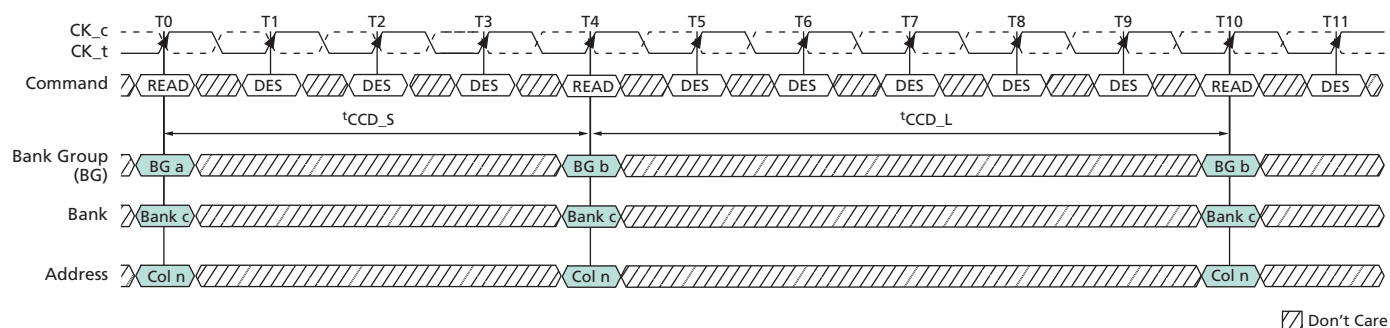 T0 T1 T2 T3 T4 T5 T6 T7 T8 T9 T10 T11
CK_c
CK_t
Command READ DES DES DES READ DES DES DES DES DES READ DES
tCCD_S tCCD_L
Bank Group
(BG) BG a BG b BG b
Bank Bank c Bank c Bank c
Address Col n Col n Col n
Don't Care